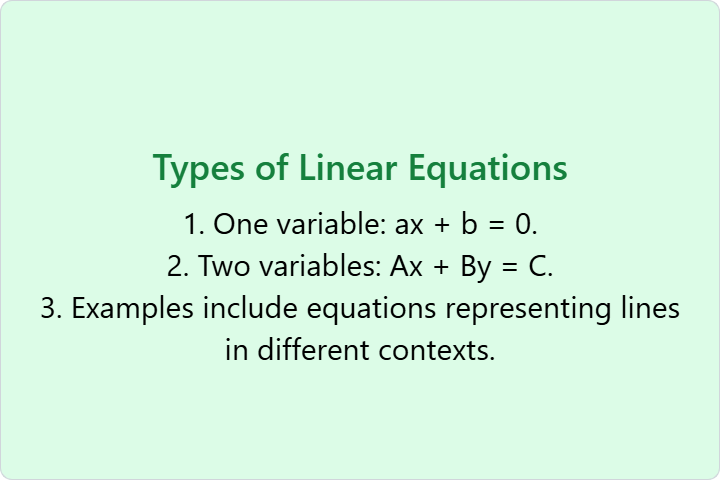 Types of Linear Equations
1. One variable: ax + b = 0.
2. Two variables: Ax + By = C.
3. Examples include equations representing lines
in different contexts.